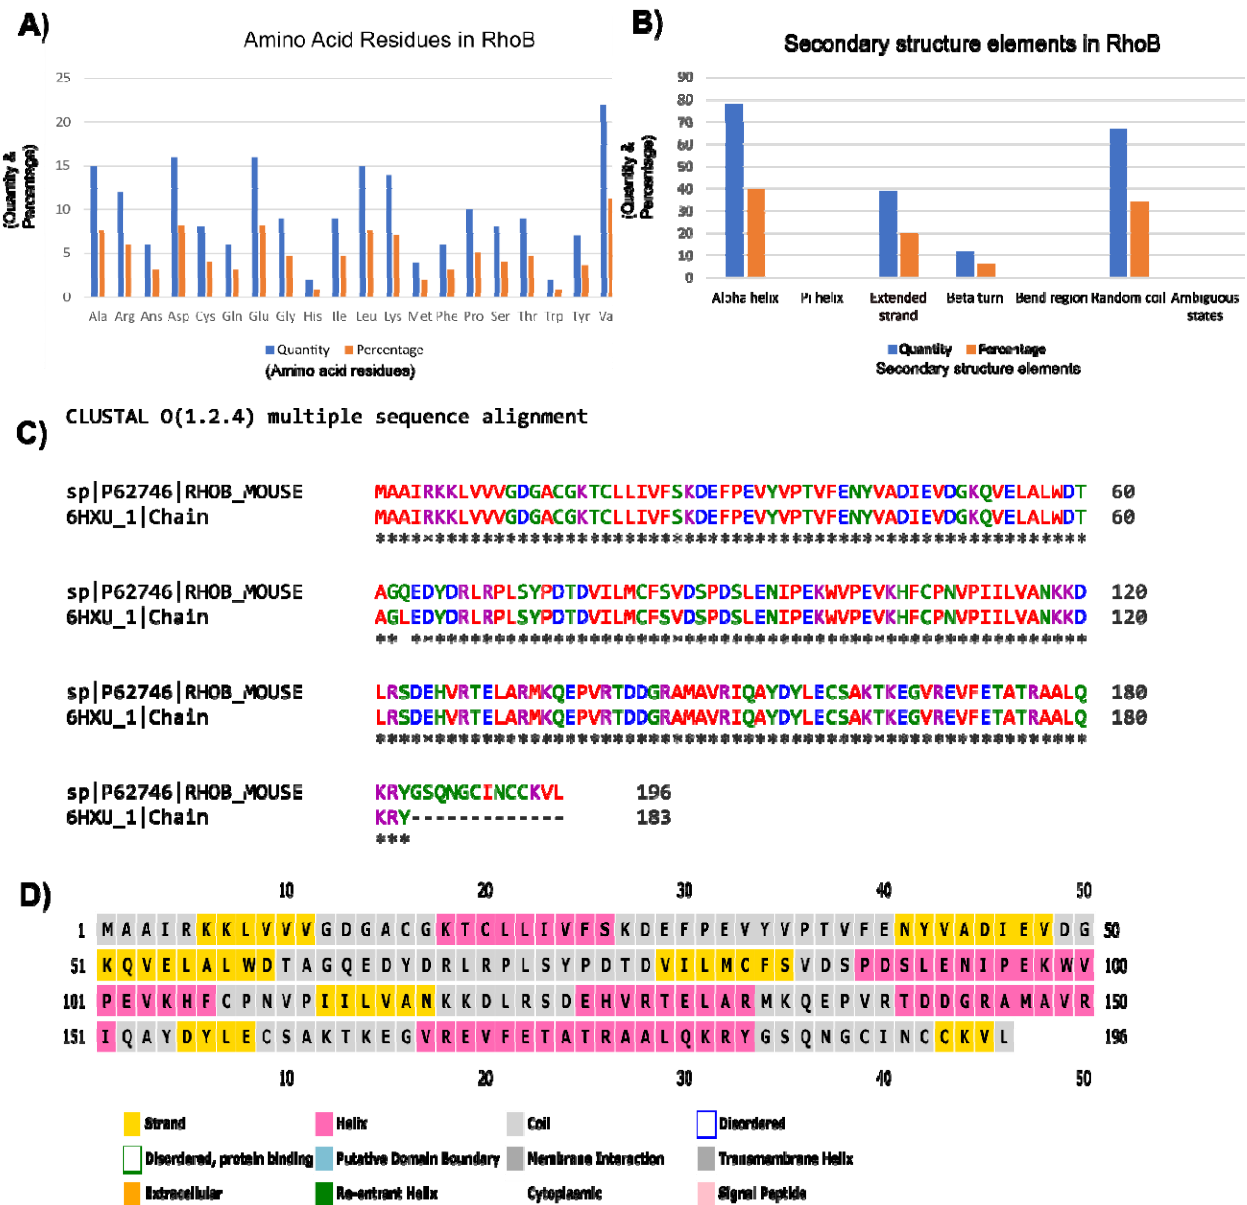 A)
Amino Acid Residues in RhoB
25
20
15
10
5
0
(Quantity &
Percentage)
Ala Arg Ans Asp Cys Gln Glu Gly His Ile Leu Lys Met Phe Pro Ser Thr Trp Tyr Va
Quantity Percentage
(Amino acid residues)
B)
Secondary structure elements in RhoB
90
80
70
60
50
40
30
20
10
0
(Quantity &
Percentage)
Alpha helix Pi helix Extended strand Beta turn Bend region Random coil Ambiguous states
Quantity Percentage
Secondary structure elements
C)
CLUSTAL O(1.2.4) multiple sequence alignment
sp|P62746|RHOB_MOUSE MAAIRKKLVVVGDGACGKTCLLIVFSKDEFPEVYVPTVFENYVADIEVDGKQVELALWDT 60
6HXU_1|Chain MAAIRKKLVVVGDGACGKTCLLIVFSKDEFPEVYVPTVFENYVADIEVDGKQVELALWDT 60
************************************************************
sp|P62746|RHOB_MOUSE AGQEDYDRLRPLSYPDTDVILMCFSVDSPDSLENIPEKWVPEVKHFCPNVPIILVANKKD 120
6HXU_1|Chain AGLEDYDRLRPLSYPDTDVILMCFSVDSPDSLENIPEKWVPEVKHFCPNVPIILVANKKD 120
** *********************************************************
sp|P62746|RHOB_MOUSE LRSDEHVRTELARMKQEPVRTDDGRAMAVRIQAYDYLECSAKTKEGVREVFETATRAALQ 180
6HXU_1|Chain LRSDEHVRTELARMKQEPVRTDDGRAMAVRIQAYDYLECSAKTKEGVREVFETATRAALQ 180
************************************************************
sp|P62746|RHOB_MOUSE KRYGSQNGCINCCKVL 196
6HXU_1|Chain KRY------------- 183
***
D)
10 20 30 40 50
1 M A A I R K K L V V V G D G A C G K T C L L I V F S K D E F P E V Y V P T V F E N Y V A D I E V D G 50
51 K Q V E L A L W D T A G Q E D Y D R L R P L S Y P D T D V I L M C F S V D S P D S L E N I P E K W V 100
101 P E V K H F C P N V P I I L V A N K K D L R S D E H V R T E L A R M K Q E P V R T D D G R A M A V R 150
151 I Q A Y D Y L E C S A K T K E G V R E V F E T A T R A A L Q K R Y G S Q N G C I N C C K V L 196
10 20 30 40 50
Strand Helix Coil Disordered
Disordered, protein binding Putative Domain Boundary Membrane Interaction Transmembrane Helix
Extracellular Re-entrant Helix Cytoplasmic Signal Peptide